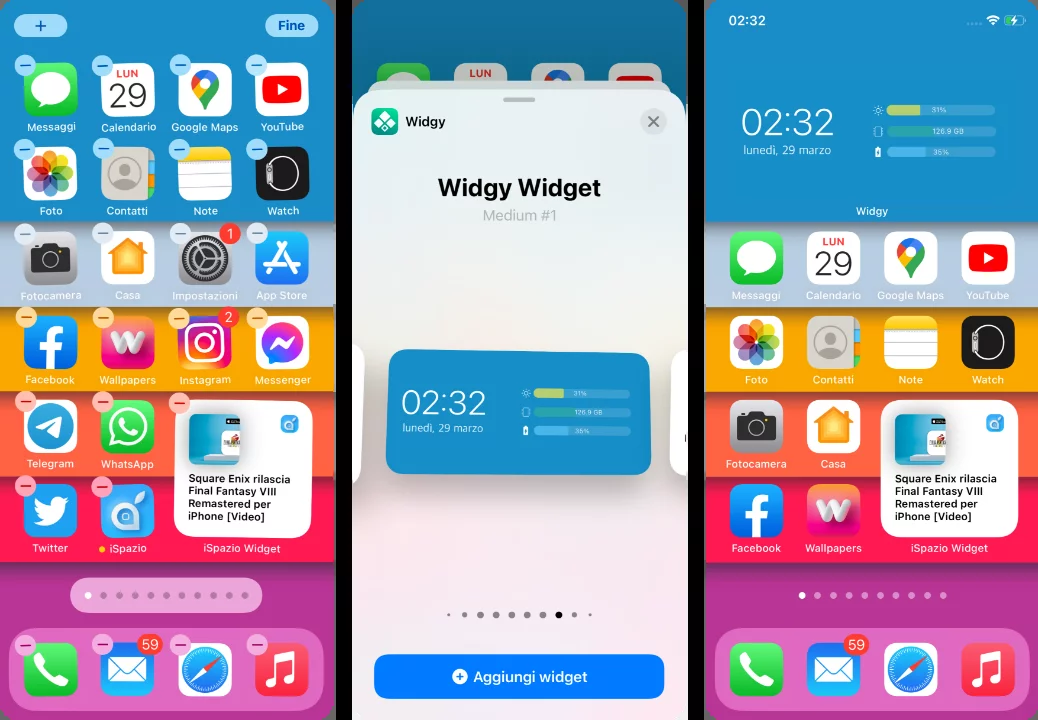 +
Fine
LUN
29
Messaggi
Calendario
Google Maps
YouTube
Foto
Contatti
Note
Watch
1
Fotocamera
Casa
Impostazioni
App Store
2
Facebook
Wallpapers
Instagram
Messenger
Telegram
WhatsApp
Square Enix rilascia
Final Fantasy VIII
Remastered per
iPhone [Video]
Twitter
iSpazio
iSpazio Widget
59
LUN
Widgy
Widgy Widget
Medium #1
02:32
lunedì, 29 marzo
31%
126.9 GB
35%
Aggiungi widget
02:32
02:32
lunedì, 29 marzo
31%
126.9 GB
35%
Widgy
LUN
29
Messaggi
Calendario
Google Maps
YouTube
Foto
Contatti
Note
Watch
Fotocamera
Casa
Square Enix rilascia
Final Fantasy VIII
Remastered per
iPhone [Video]
Facebook
Wallpapers
iSpazio Widget
59